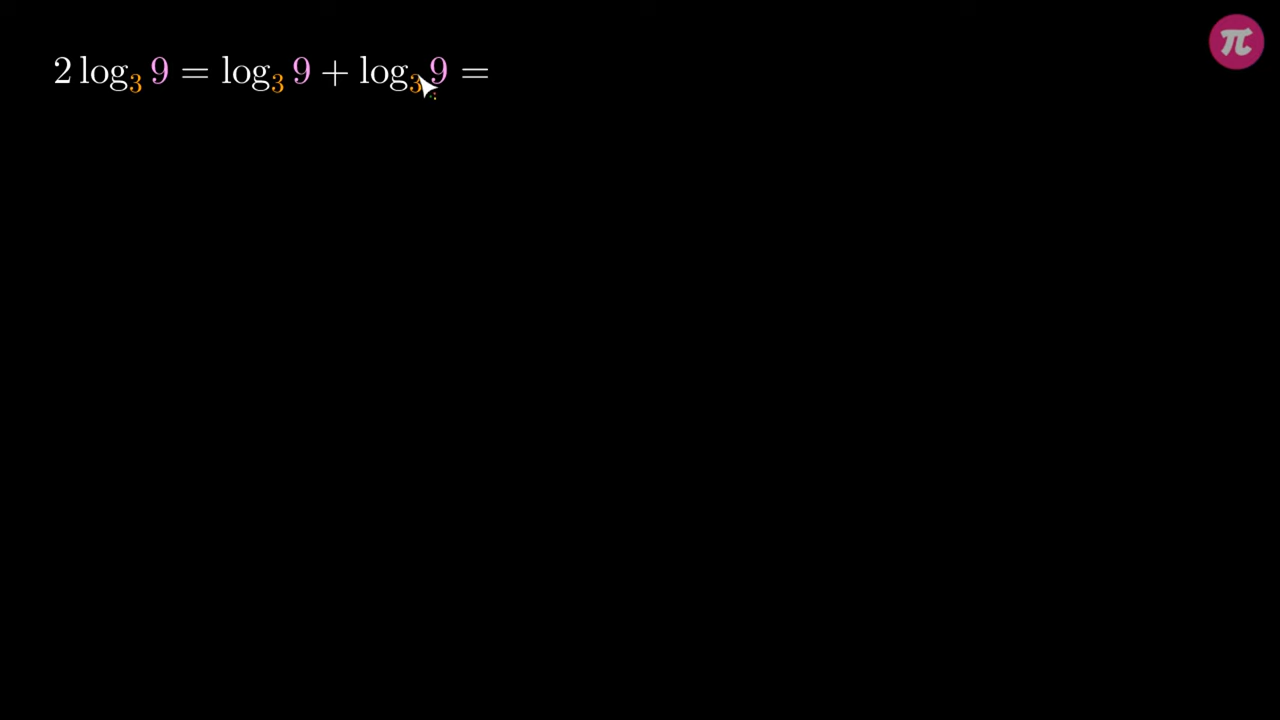 2 log₃ 9 = log₃ 9 + log₃ 9 =
π